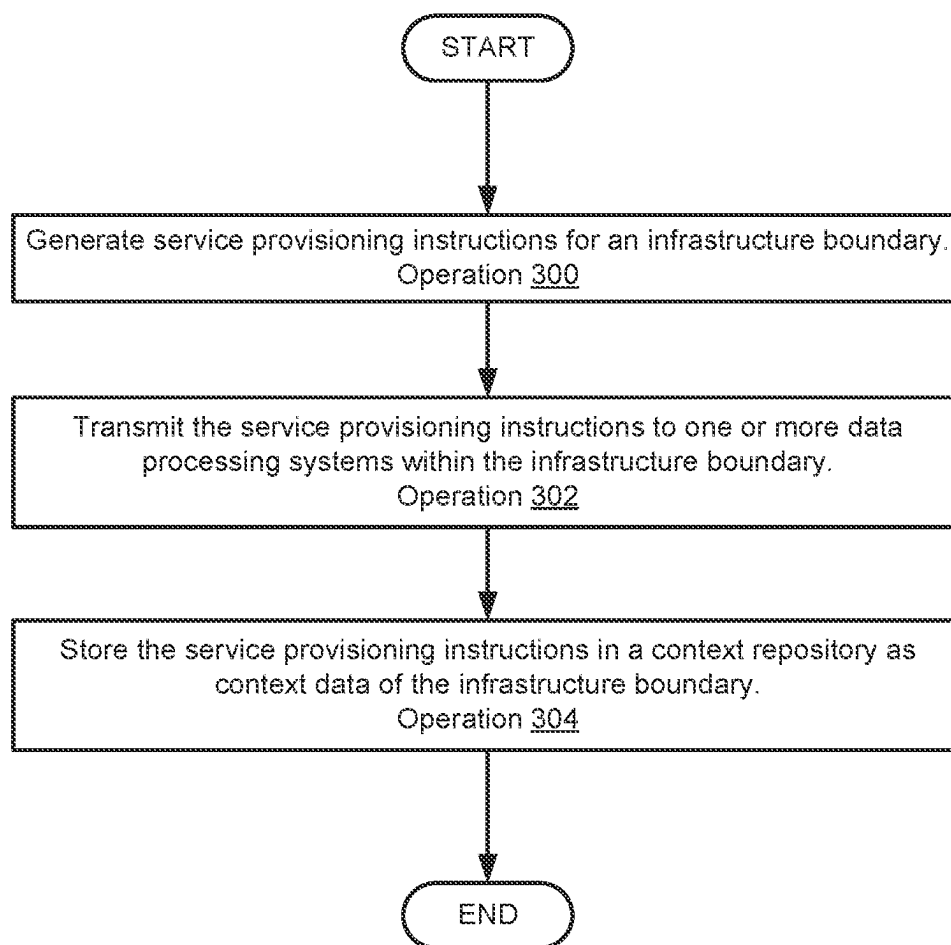 START
Generate service provisioning instructions for an infrastructure boundary.
Operation 300
Transmit the service provisioning instructions to one or more data
processing systems within the infrastructure boundary.
Operation 302
Store the service provisioning instructions in a context repository as
context data of the infrastructure boundary.
Operation 304
END